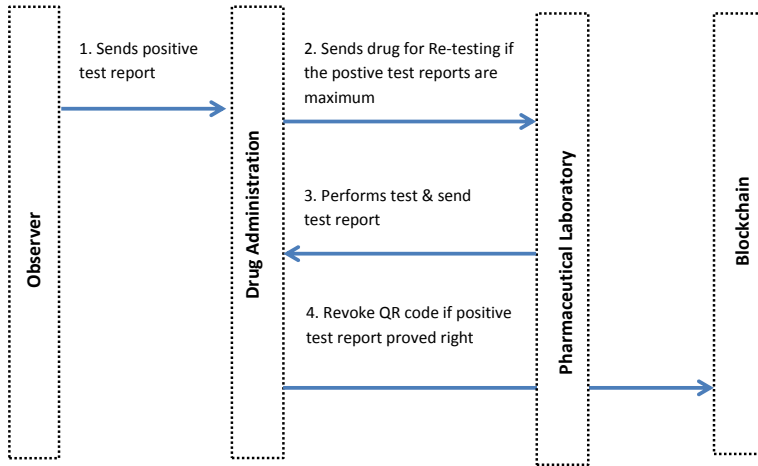 1. Sends positive
test report
2. Sends drug for Re-testing if
the postive test reports are
maximum
3. Performs test & send
test report
4. Revoke QR code if positive
test report proved right
Observer
Drug Administration
Pharmaceutical Laboratory
Blockchain